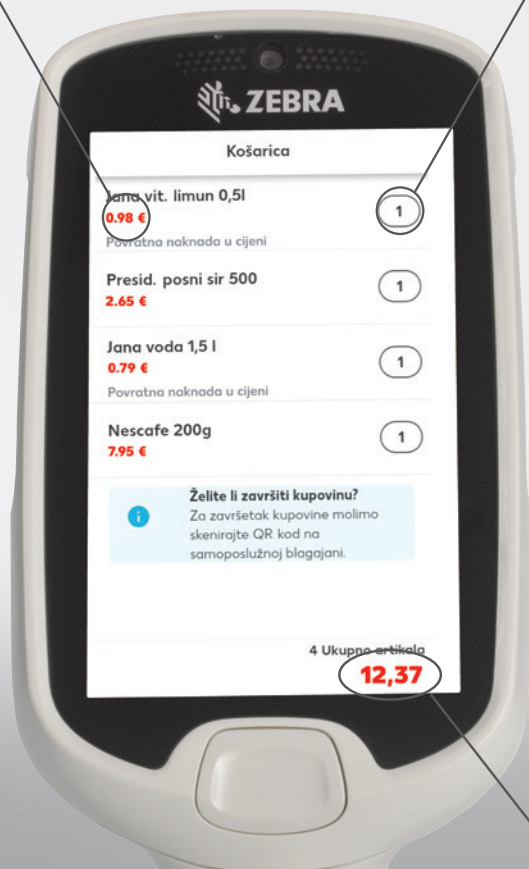 ZEBRA
Košarica
Jana vit. limun 0,5l
0.98 €
1
Povratna naknada u cijeni
Presid. posni sir 500
2.65 €
1
Jana voda 1,5 l
0.79 €
1
Povratna naknada u cijeni
Nescafe 200g
7.95 €
1
i
Želite li završiti kupovinu?
Za završetak kupovine molimo
skenirajte QR kod na
samoposlužnoj blagajani.
4 Ukupno artikala
12,37